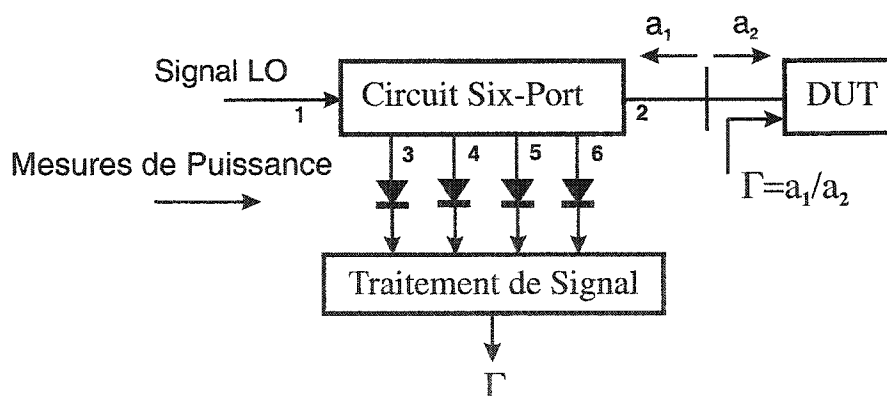 a₁ a₂
Signal LO
1
Circuit Six-Port
2
DUT
3 4 5 6
Mesures de Puissance
Γ=a₁/a₂
Traitement de Signal
Γ